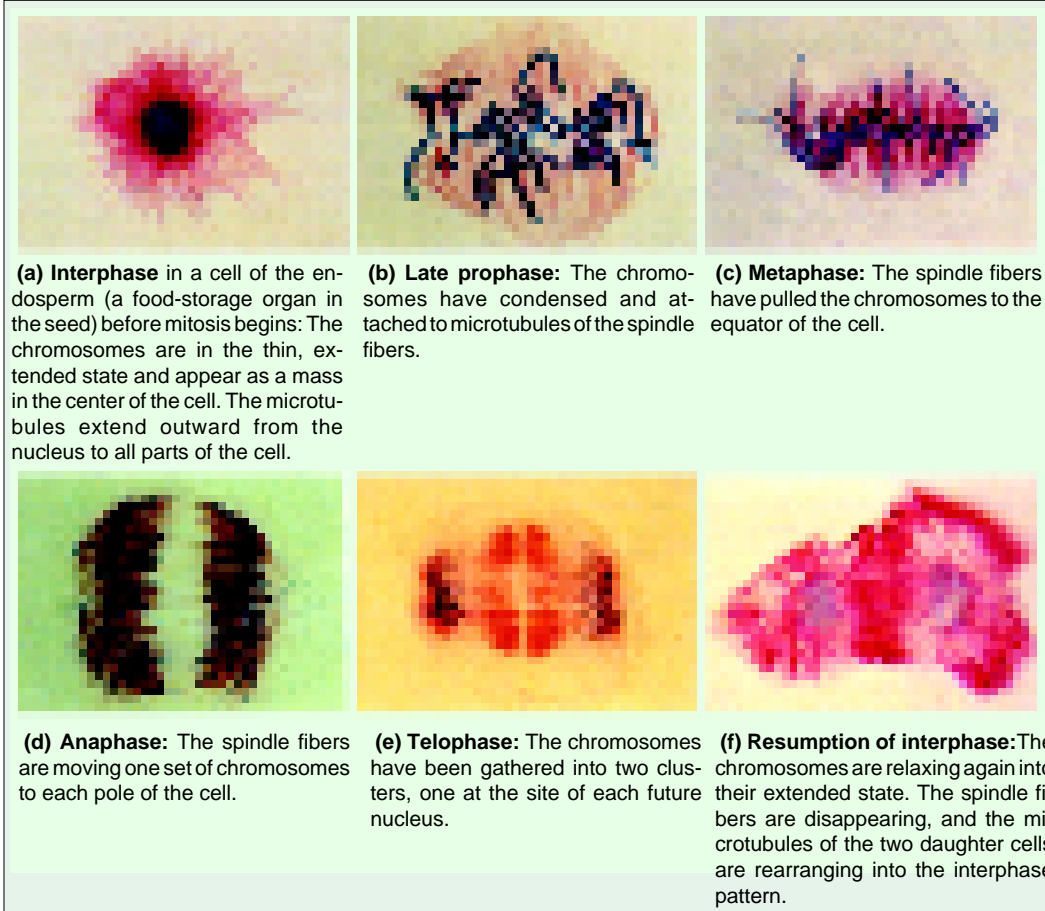 (a) Interphase in a cell of the en-
dosperm (a food-storage organ in
the seed) before mitosis begins: The
chromosomes are in the thin, ex-
tended state and appear as a mass
in the center of the cell. The microtu-
bules extend outward from the
nucleus to all parts of the cell.
(b) Late prophase: The chromo-
somes have condensed and at-
tached to microtubules of the spindle
fibers.
(c) Metaphase: The spindle fibers
have pulled the chromosomes to the
equator of the cell.
(d) Anaphase: The spindle fibers
are moving one set of chromosomes
to each pole of the cell.
(e) Telophase: The chromosomes
have been gathered into two clus-
ters, one at the site of each future
nucleus.
(f) Resumption of interphase:The
chromosomes are relaxing again into
their extended state. The spindle fi-
bers are disappearing, and the mi-
crotubules of the two daughter cells
are rearranging into the interphase
pattern.